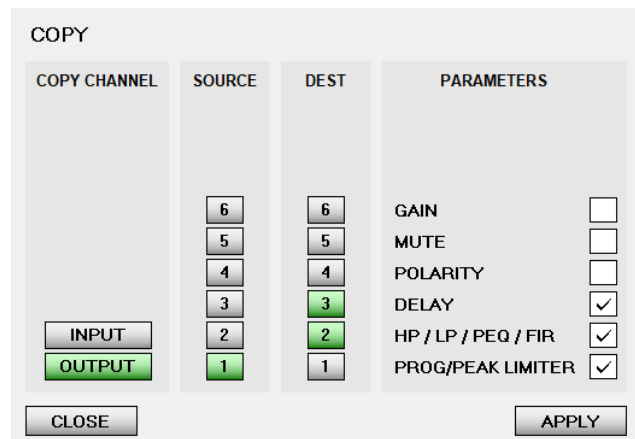 COPY
COPY CHANNEL SOURCE DEST PARAMETERS
6 6 GAIN
5 5 MUTE
4 4 POLARITY
3 3 DELAY
INPUT 2 2 HP / LP / PEQ / FIR
OUTPUT 1 1 PROG/PEAK LIMITER
CLOSE APPLY